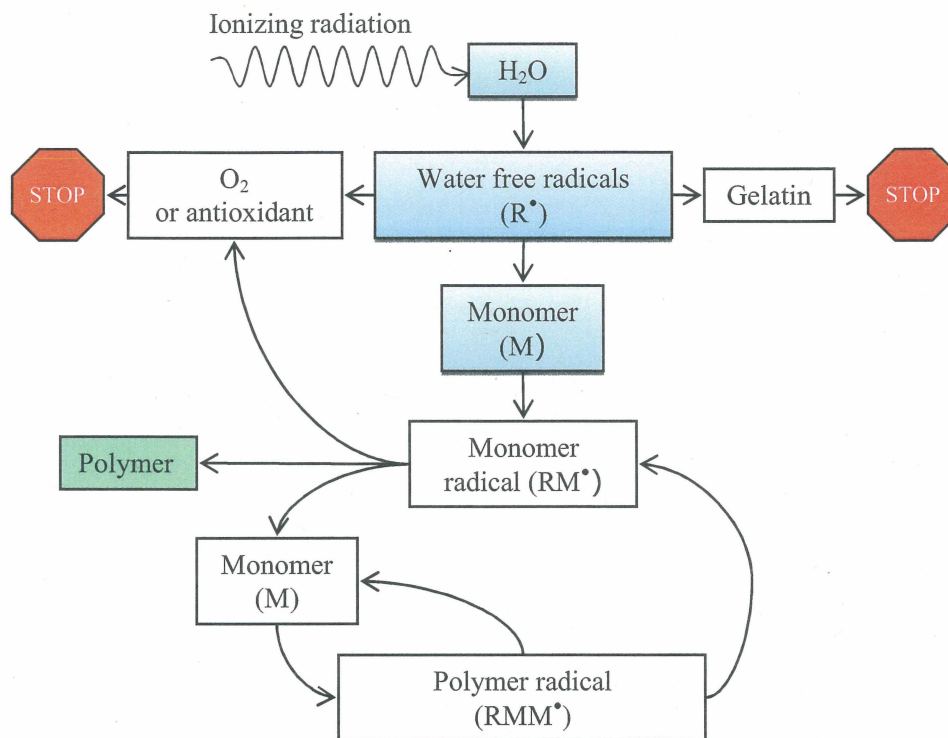 Ionizing radiation
H₂O
STOP
O₂
or antioxidant
Water free radicals
(R•)
Gelatin
STOP
Monomer
(M)
Polymer
Monomer
radical (RM•)
Monomer
(M)
Polymer radical
(RMM•)